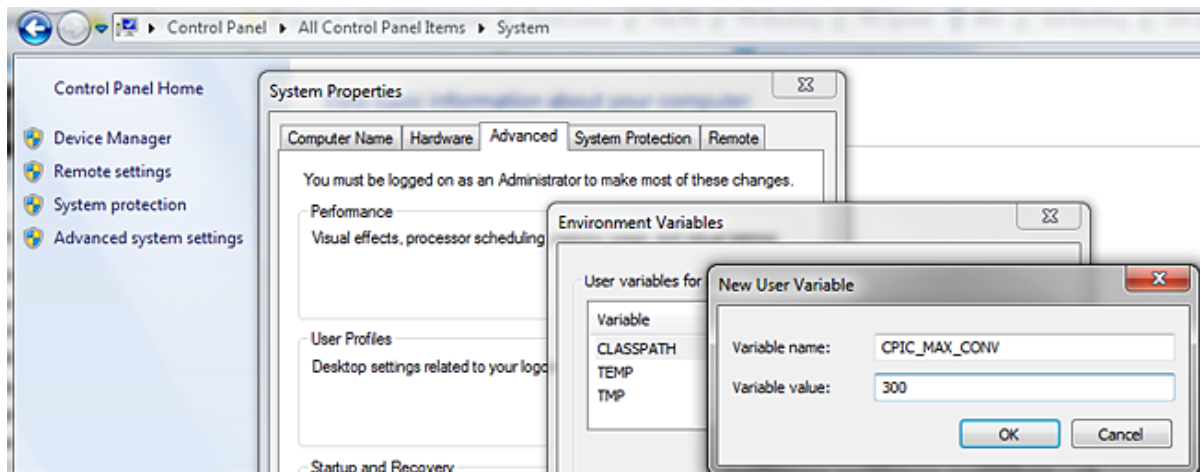 Control Panel ▸ All Control Panel Items ▸ System
Control Panel Home
Device Manager
Remote settings
System protection
Advanced system settings
System Properties
Computer Name Hardware Advanced System Protection Remote
You must be logged on as an Administrator to make most of these changes.
Performance
Visual effects, processor scheduling
User Profiles
Desktop settings related to your logo
Startup and Recovery
Environment Variables
User variables for
Variable
CLASSPATH
TEMP
TMP
New User Variable
Variable name: CPIC_MAX_CONV
Variable value: 300
OK Cancel